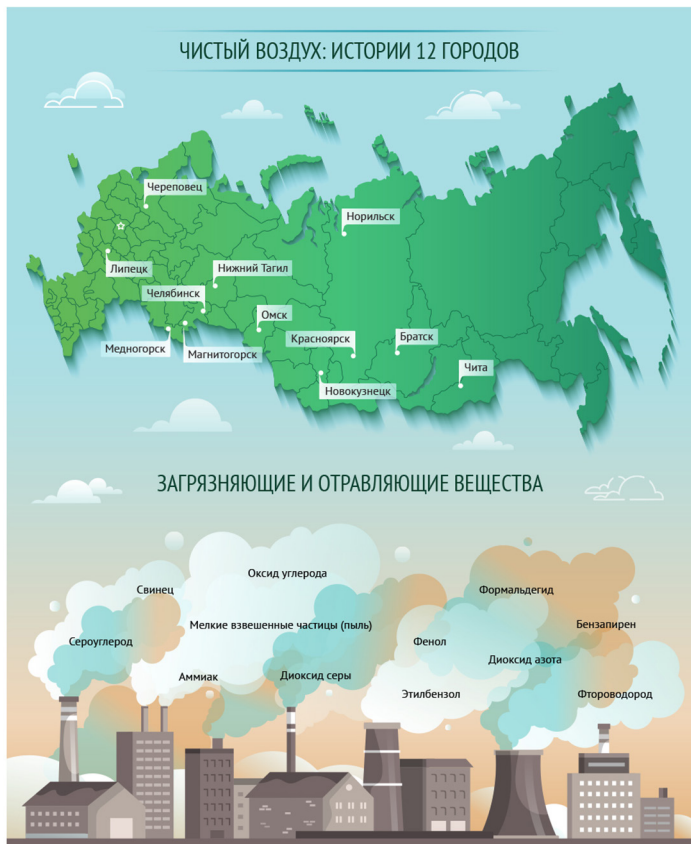 ЧИСТЫЙ ВОЗДУХ: ИСТОРИИ 12 ГОРОДОВ
Череповец
Норильск
Липецк
Нижний Тагил
Челябинск
Омск
Медногорск
Магнитогорск
Красноярск
Братск
Чита
Новокузнецк
ЗАГРЯЗНЯЮЩИЕ И ОТРАВЛЯЮЩИЕ ВЕЩЕСТВА
Оксид углерода
Свинец
Формальдегид
Мелкие взвешенные частицы (пыль)
Бензапирен
Сероуглерод
Фенол
Диоксид азота
Аммиак
Диоксид серы
Этилбензол
Фтороводород